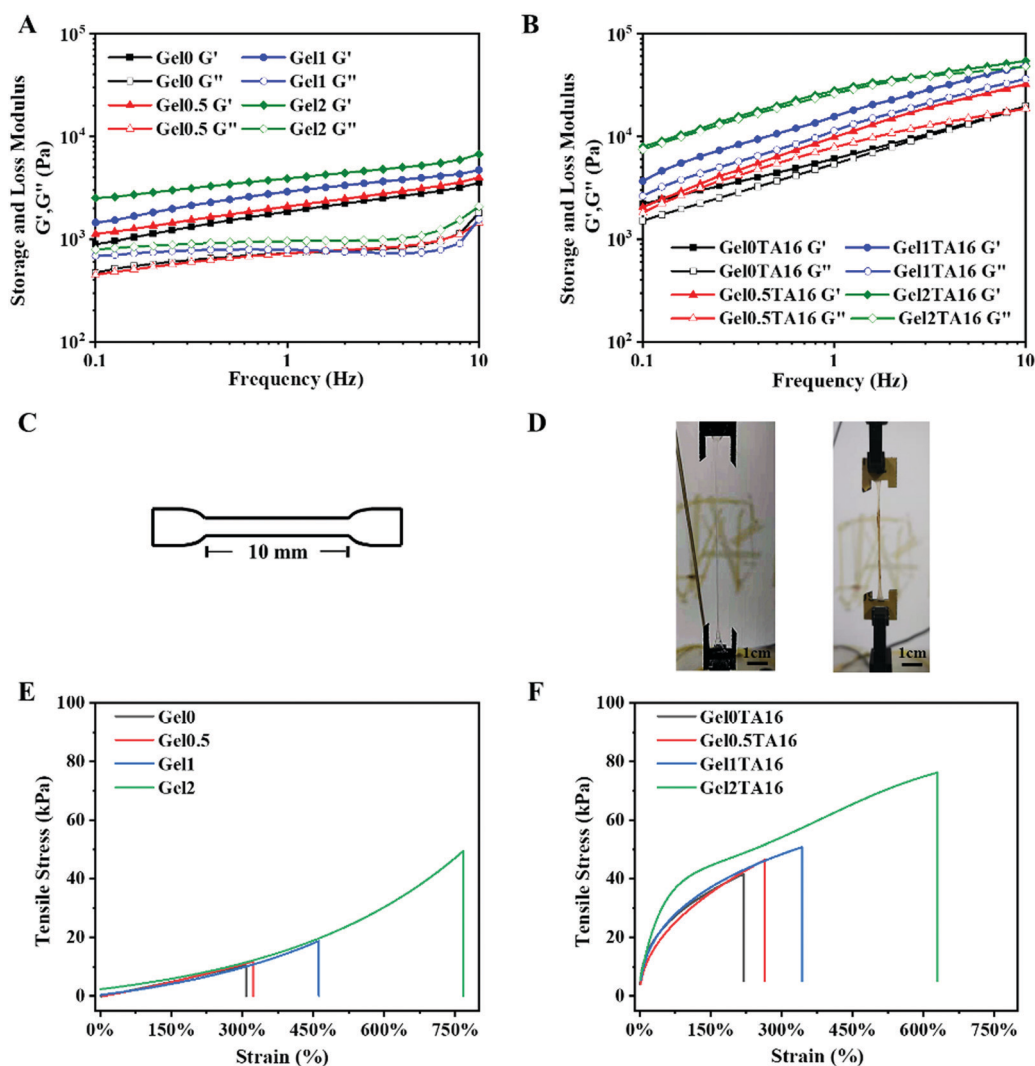 A
Storage and Loss Modulus
G',G'' (Pa)
10^5
10^4
10^3
10^2
Gel0 G'
Gel0 G''
Gel0.5 G'
Gel0.5 G''
Gel1 G'
Gel1 G''
Gel2 G'
Gel2 G''
0.1
1
10
Frequency (Hz)
B
Storage and Loss Modulus
G',G'' (Pa)
10^5
10^4
10^3
10^2
Gel0TA16 G'
Gel0TA16 G''
Gel0.5TA16 G'
Gel0.5TA16 G''
Gel1TA16 G'
Gel1TA16 G''
Gel2TA16 G'
Gel2TA16 G''
0.1
1
10
Frequency (Hz)
C
10 mm
D
1cm
1cm
E
Tensile Stress (kPa)
100
80
60
40
20
0
Gel0
Gel0.5
Gel1
Gel2
0%
150%
300%
450%
600%
750%
Strain (%)
F
Tensile Stress (kPa)
100
80
60
40
20
0
Gel0TA16
Gel0.5TA16
Gel1TA16
Gel2TA16
0%
150%
300%
450%
600%
750%
Strain (%)